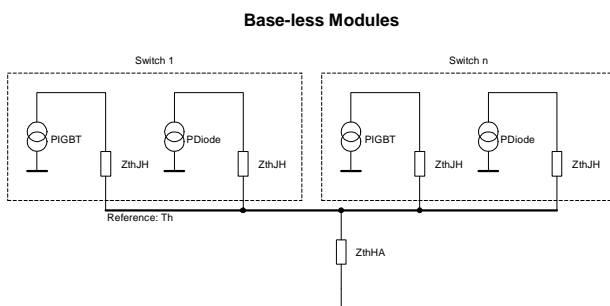 Base-less Modules
Switch 1
Switch n
PIGBT
PDiode
PIGBT
PDiode
ZthJH
ZthJH
ZthJH
ZthJH
Reference: Th
ZthHA